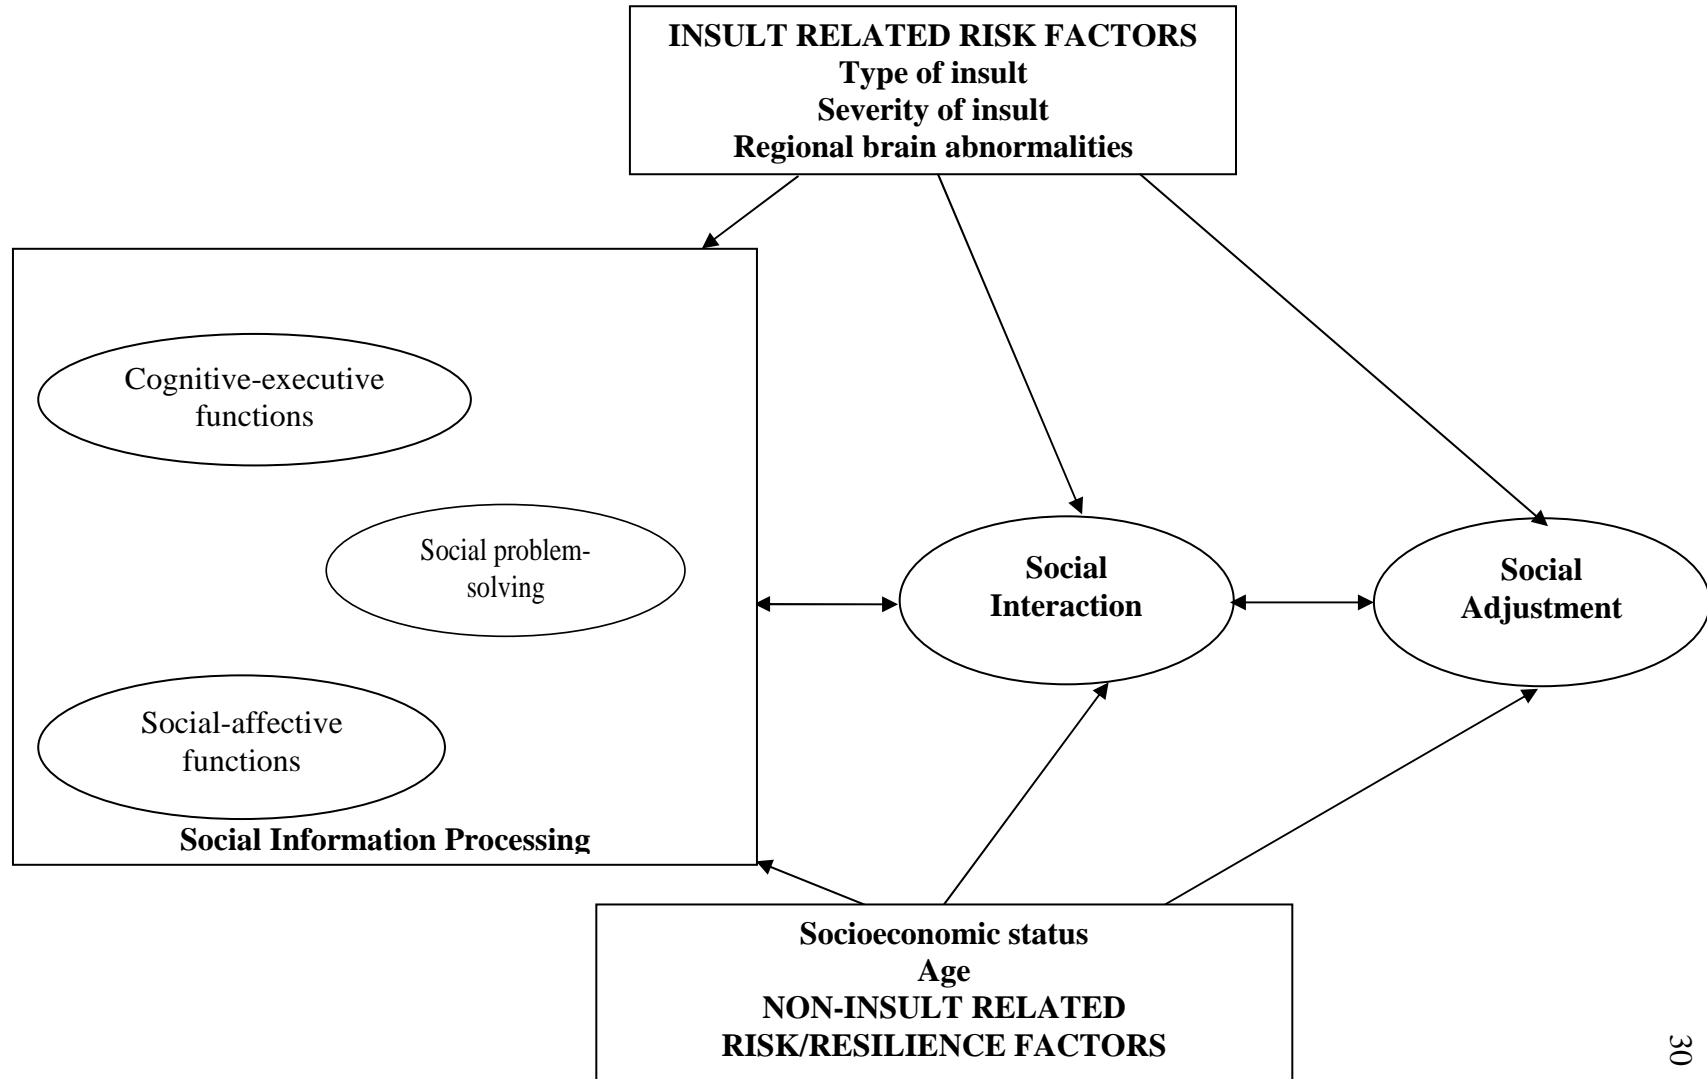 INSULT RELATED RISK FACTORS
Type of insult
Severity of insult
Regional brain abnormalities
Cognitive-executive
functions
Social problem-
solving
Social-affective
functions
Social Information Processing
Social
Interaction
Social
Adjustment
Socioeconomic status
Age
NON-INSULT RELATED
RISK/RESILIENCE FACTORS
30